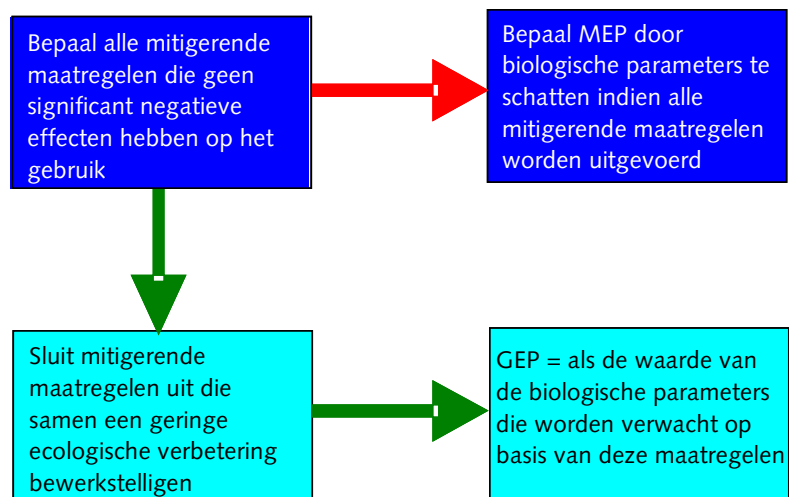 Bepaal alle mitigerende
maatregelen die geen
significant negatieve
effecten hebben op het
gebruik
Bepaal MEP door
biologische parameters te
schatten indien alle
mitigerende maatregelen
worden uitgevoerd
Sluit mitigerende
maatregelen uit die
samen een geringe
ecologische verbetering
bewerkstelligen
GEP = als de waarde van
de biologische parameters
die worden verwacht op
basis van deze maatregelen